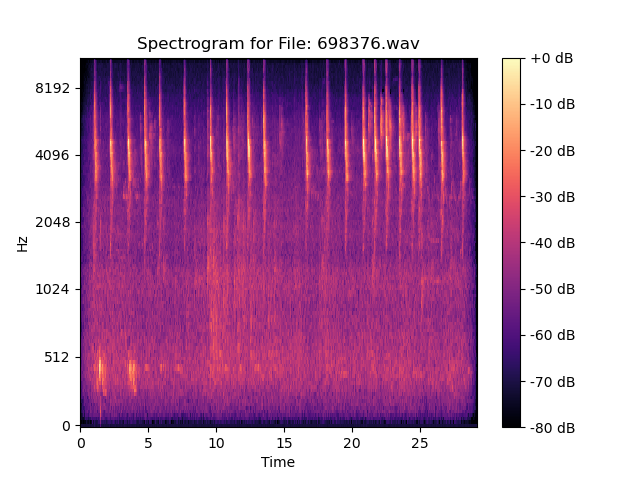 Spectrogram for File: 698376.wav
8192
4096
2048
1024
512
0
Hz
0 5 10 15 20 25
Time
+0 dB
-10 dB
-20 dB
-30 dB
-40 dB
-50 dB
-60 dB
-70 dB
-80 dB